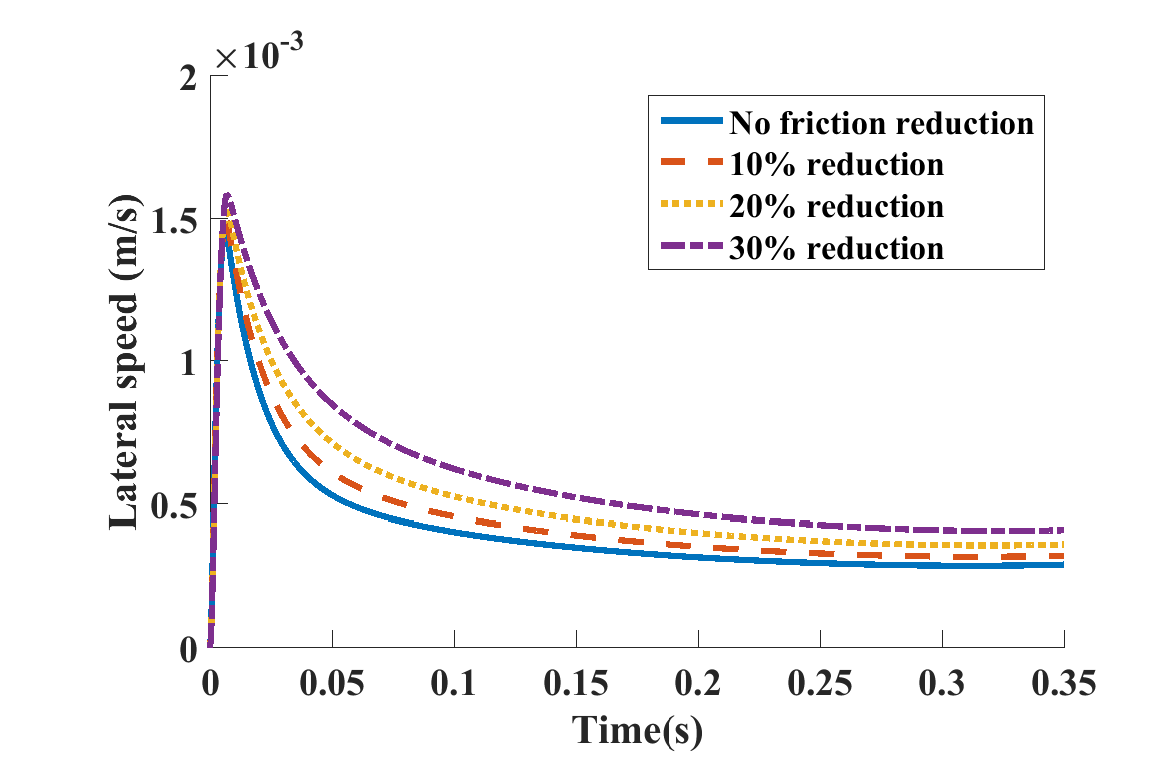 ×10-3
2
1.5
1
0.5
0
Lateral speed (m/s)
No friction reduction
10% reduction
20% reduction
30% reduction
0 0.05 0.1 0.15 0.2 0.25 0.3 0.35
Time(s)